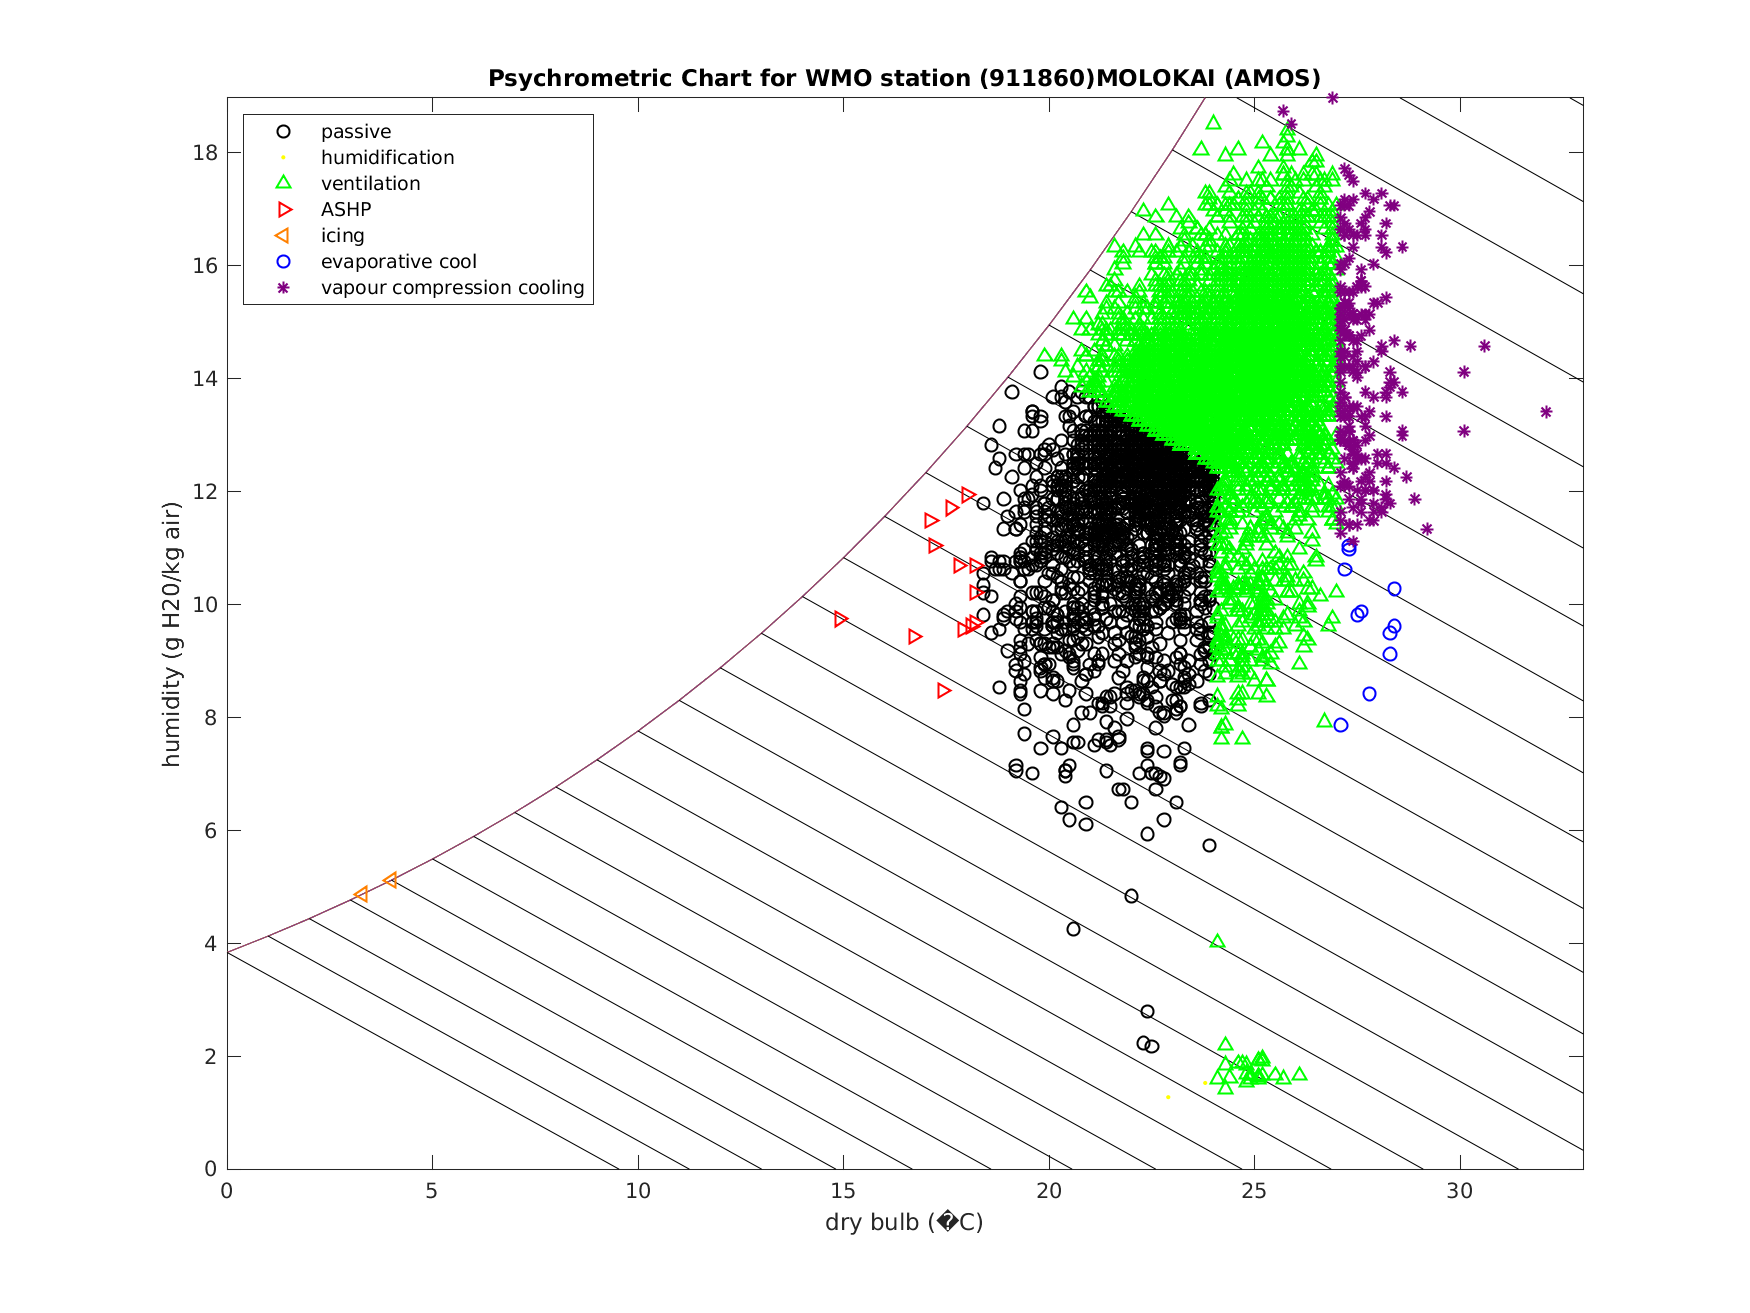 Psychrometric Chart for WMO station (911860)MOLOKAI (AMOS)
passive
humidification
ventilation
ASHP
icing
evaporative cool
vapour compression cooling
humidity (g H20/kg air)
18
16
14
12
10
8
6
4
2
0
0 5 10 15 20 25 30
dry bulb (�C)